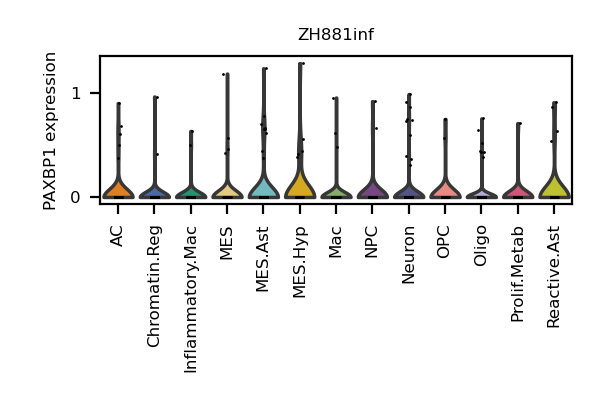 ZH881inf
PAXBP1 expression
1
0
AC
Chromatin.Reg
Inflammatory.Mac
MES
MES.Ast
MES.Hyp
Mac
NPC
Neuron
OPC
Oligo
Prolif.Metab
Reactive.Ast